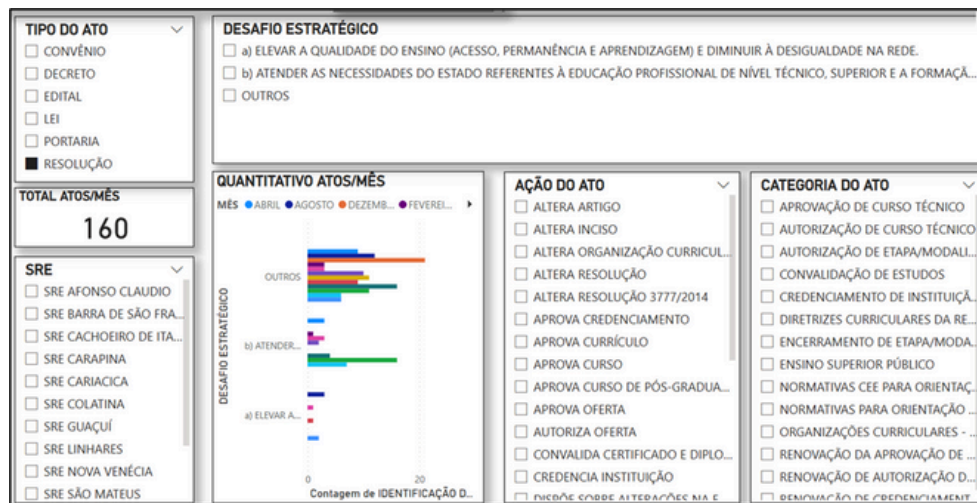 TIPO DO ATO
CONVÊNIO
DECRETO
EDITAL
LEI
PORTARIA
RESOLUÇÃO
DESAFIO ESTRATÉGICO
a) ELEVAR A QUALIDADE DO ENSINO (ACESSO, PERMANÊNCIA E APRENDIZAGEM) E DIMINUIR À DESIGUALDADE NA REDE.
b) ATENDER AS NECESSIDADES DO ESTADO REFERENTES À EDUCAÇÃO PROFISSIONAL DE NÍVEL TÉCNICO, SUPERIOR E A FORMAÇÃ...
OUTROS
TOTAL ATOS/MÊS
160
SRE
SRE AFONSO CLAUDIO
SRE BARRA DE SÃO FRA...
SRE CACHOEIRO DE ITA...
SRE CARAPINA
SRE CARIACICA
SRE COLATINA
SRE GUAÇUÍ
SRE LINHARES
SRE NOVA VENÉCIA
SRE SÃO MATEUS
QUANTITATIVO ATOS/MÊS
MÊS ABRIL AGOSTO DEZEMB... FEVEREI...
DESAFIO ESTRATÉGICO
OUTROS
b) ATENDER...
a) ELEVAR A...
0 20
Contagem de IDENTIFICAÇÃO D...
AÇÃO DO ATO
ALTERA ARTIGO
ALTERA INCISO
ALTERA ORGANIZAÇÃO CURRICUL...
ALTERA RESOLUÇÃO
ALTERA RESOLUÇÃO 3777/2014
APROVA CREDENCIAMENTO
APROVA CURRÍCULO
APROVA CURSO
APROVA CURSO DE PÓS-GRADUA...
APROVA OFERTA
AUTORIZA OFERTA
CONVALIDA CERTIFICADO E DIPLO...
CREDENCIA INSTITUIÇÃO
DISPÕE SOBRE ALTERAÇÕES NA E...
CATEGORIA DO ATO
APROVAÇÃO DE CURSO TÉCNICO
AUTORIZAÇÃO DE CURSO TÉCNICO
AUTORIZAÇÃO DE ETAPA/MODALI...
CONVALIDAÇÃO DE ESTUDOS
CREDENCIAMENTO DE INSTITUIÇÃ...
DIRETRIZES CURRICULARES DA RE...
ENCERRAMENTO DE ETAPA/MODA...
ENSINO SUPERIOR PÚBLICO
NORMATIVAS CEE PARA ORIENTAÇ...
NORMATIVAS PARA ORIENTAÇÃO ...
ORGANIZAÇÕES CURRICULARES - ...
RENOVAÇÃO DA APROVAÇÃO DE ...
RENOVAÇÃO DE AUTORIZAÇÃO D...
RENOVAÇÃO DE CREDENCIAMENT...